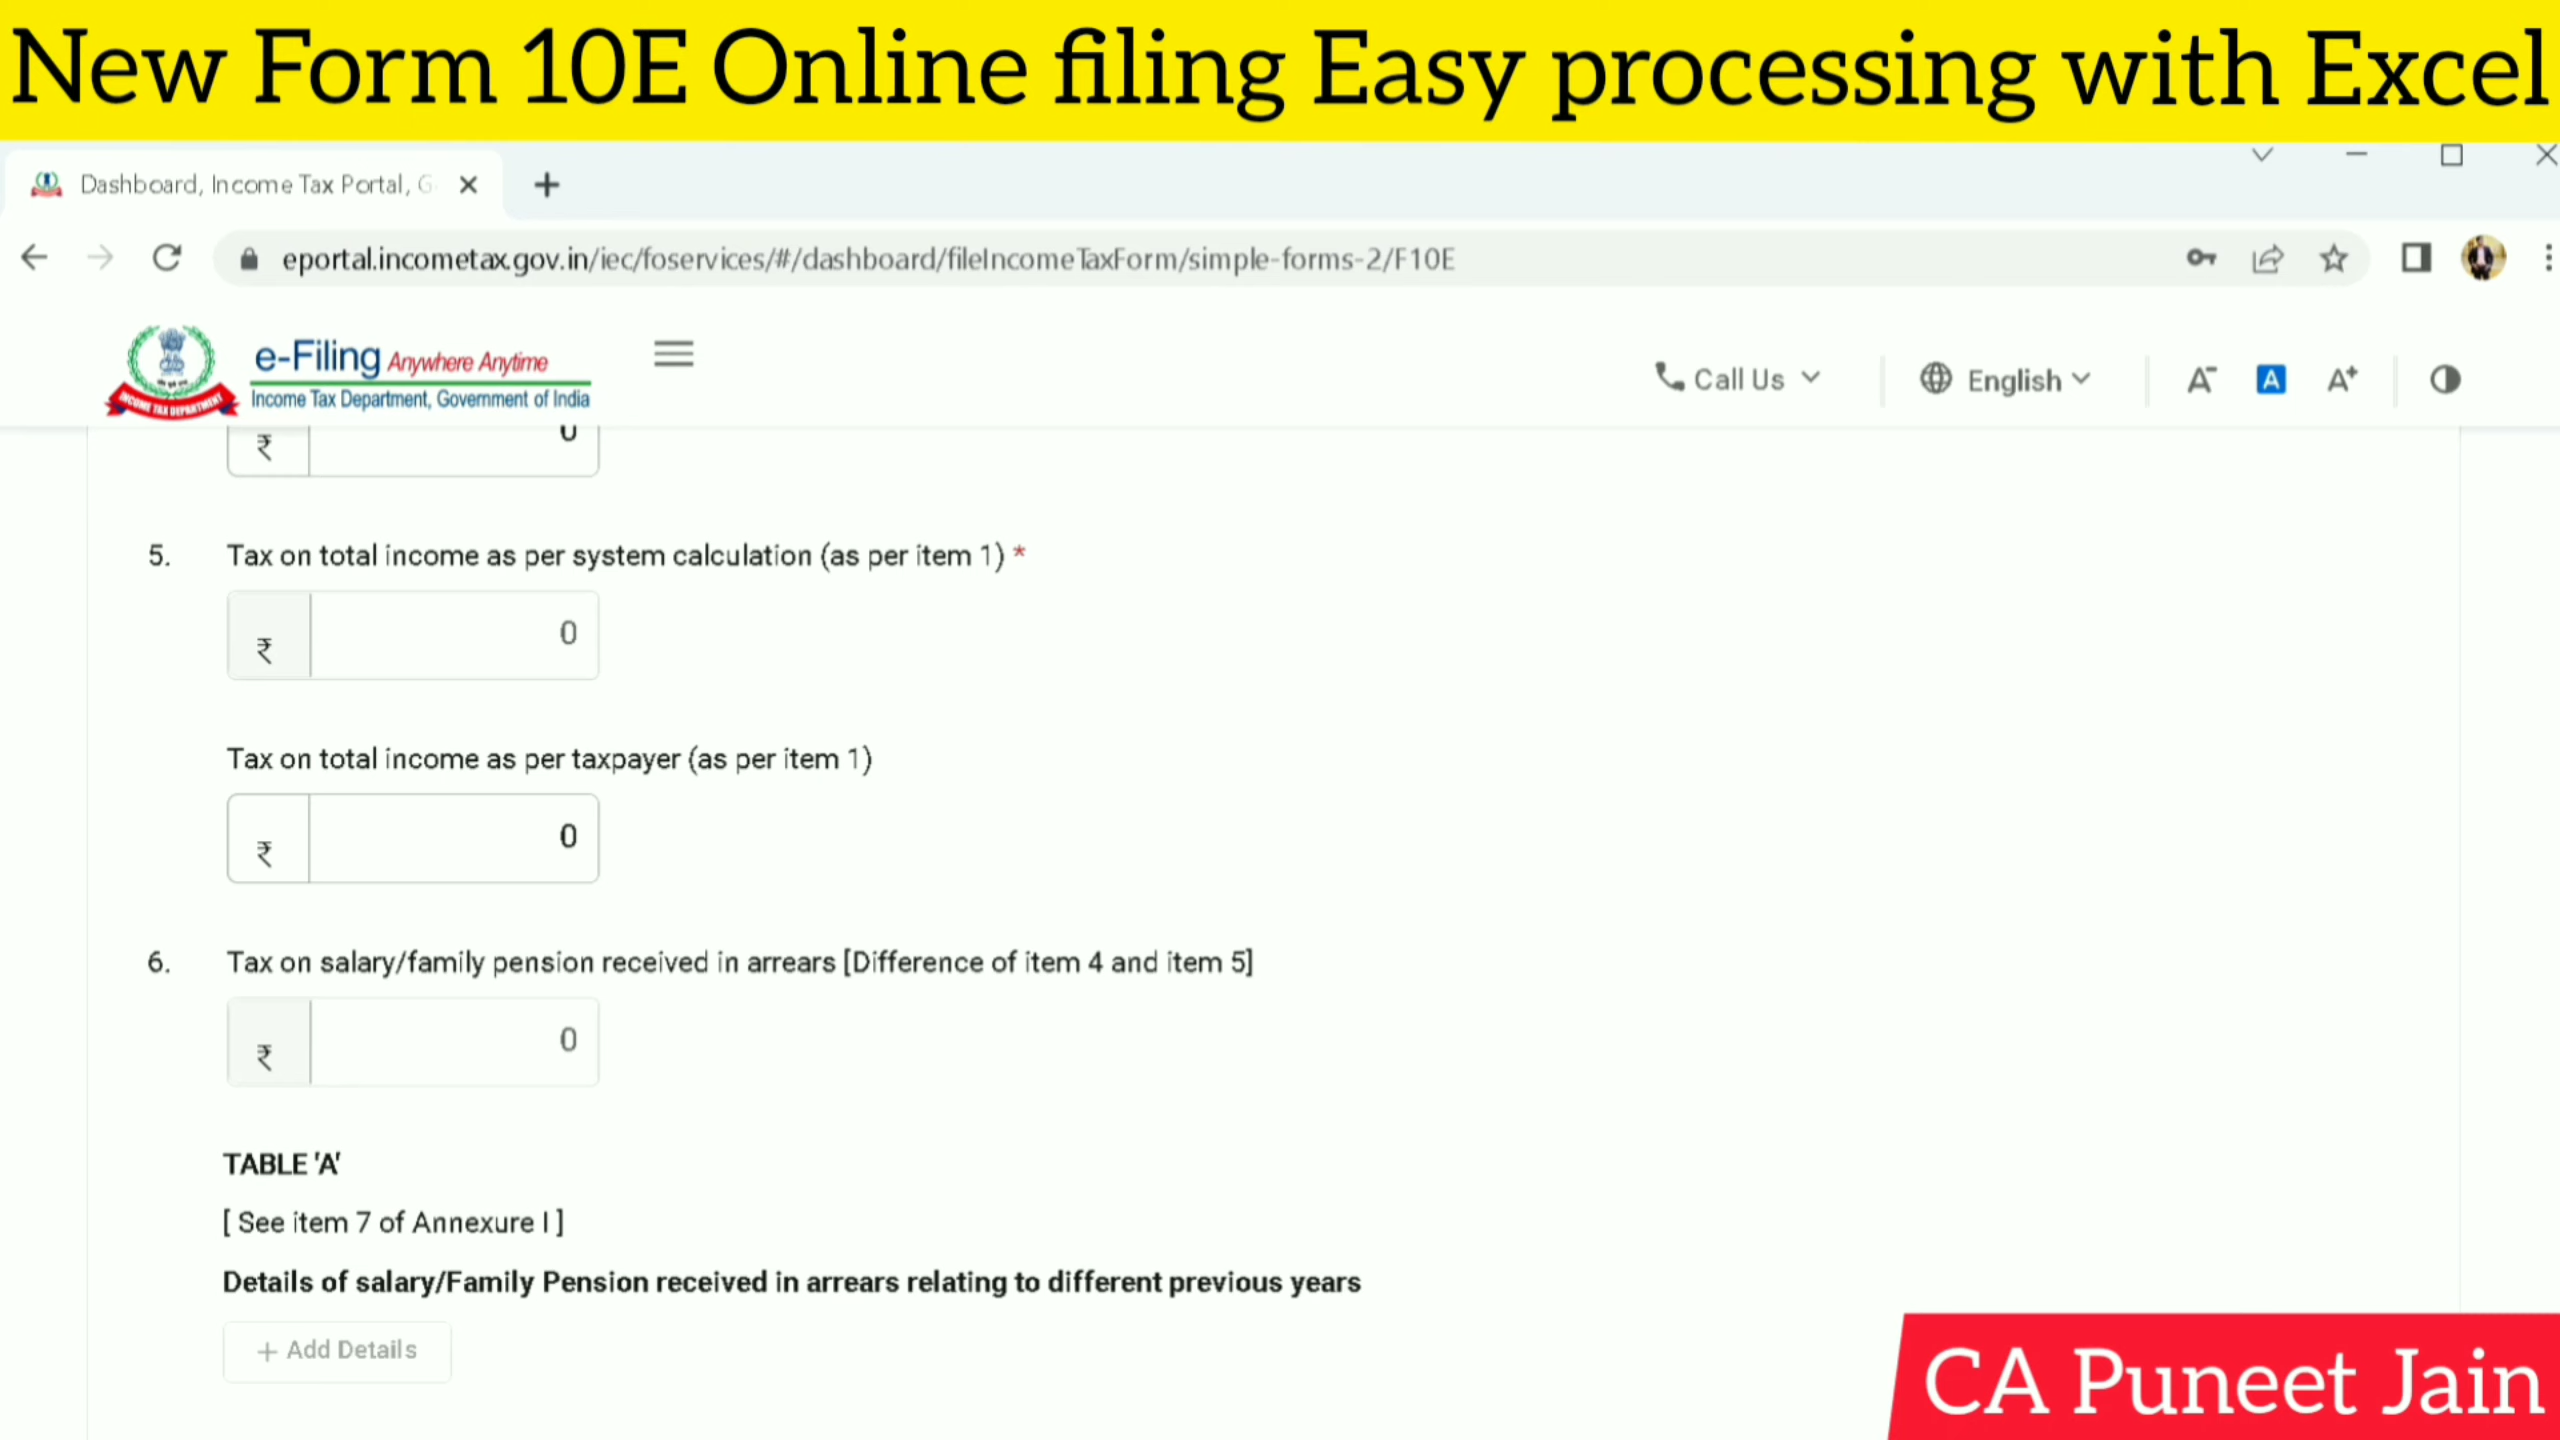 New Form 10E Online filing Easy processing with Excel
Dashboard, Income Tax Portal, G
eportal.incometax.gov.in/iec/foservices/#/dashboard/fileIncomeTaxForm/simple-forms-2/F10E
e-Filing Anywhere Anytime
Income Tax Department, Government of India
INCOME TAX DEPARTMENT
Call Us
English
A- A A+
₹ 0
5. Tax on total income as per system calculation (as per item 1) *
₹ 0
Tax on total income as per taxpayer (as per item 1)
₹ 0
6. Tax on salary/family pension received in arrears [Difference of item 4 and item 5]
₹ 0
TABLE 'A'
[ See item 7 of Annexure I ]
Details of salary/Family Pension received in arrears relating to different previous years
+ Add Details
CA Puneet Jain